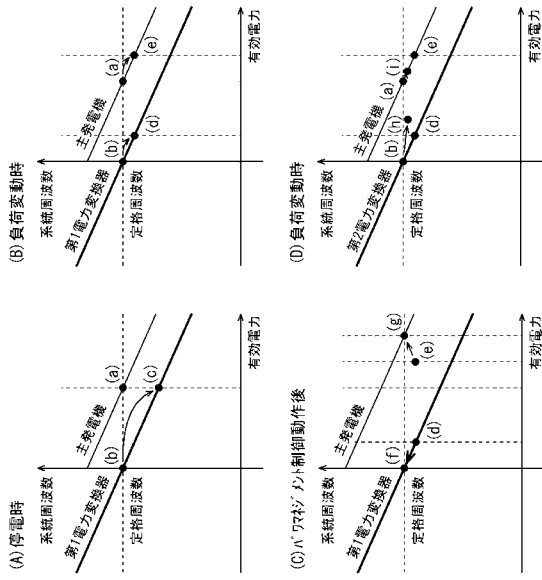 (A)停電時
系統周波数
主発電機
第1電力変換器
(a)
(b)
(c)
定格周波数
有効電力
(B)負荷変動時
系統周波数
主発電機
第1電力変換器
(a)
(b)
(e)
(d)
定格周波数
有効電力
(C)パワマネジメント制御動作後
系統周波数
主発電機
第1電力変換器
(g)
(f)
(e)
(d)
定格周波数
有効電力
(D)負荷変動時
系統周波数
主発電機
第2電力変換器
(a)
(i)
(b)
(h)
(e)
(d)
定格周波数
有効電力